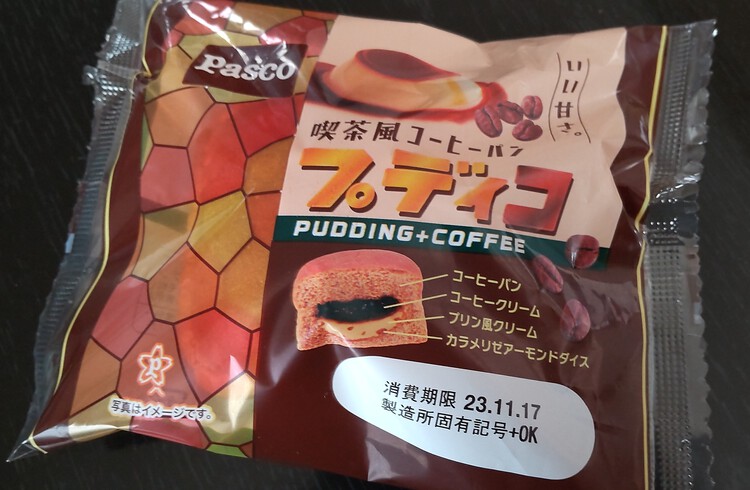 Pasco
いい甘さ。
喫茶風コーヒーパン
プディコ
PUDDING+COFFEE
コーヒーパン
コーヒークリーム
プリン風クリーム
カラメリゼアーモンドダイス
P
写真はイメージです。
消費期限 23.11.17
製造所固有記号+OK